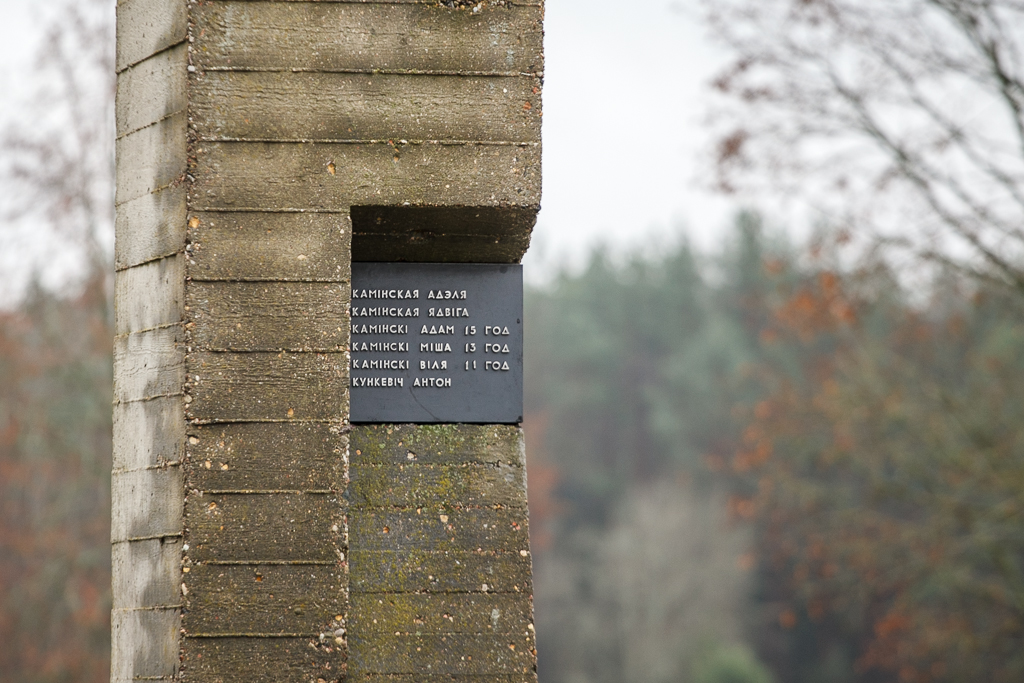 КАМІНСКАЯ АДЭЛЯ
КАМІНСКАЯ ЯДВІГА
КАМІНСКІ АДАМ 15 ГОД
КАМІНСКІ МІША 13 ГОД
КАМІНСКІ ВІЛЯ 11 ГОД
КУНКЕВІЧ АНТОН